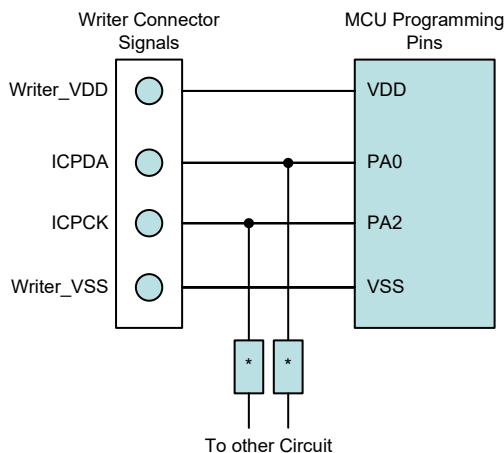 Writer Connector
Signals
MCU Programming
Pins
Writer_VDD
VDD
ICPDA
PA0
ICPCK
PA2
Writer_VSS
VSS
* *
To other Circuit